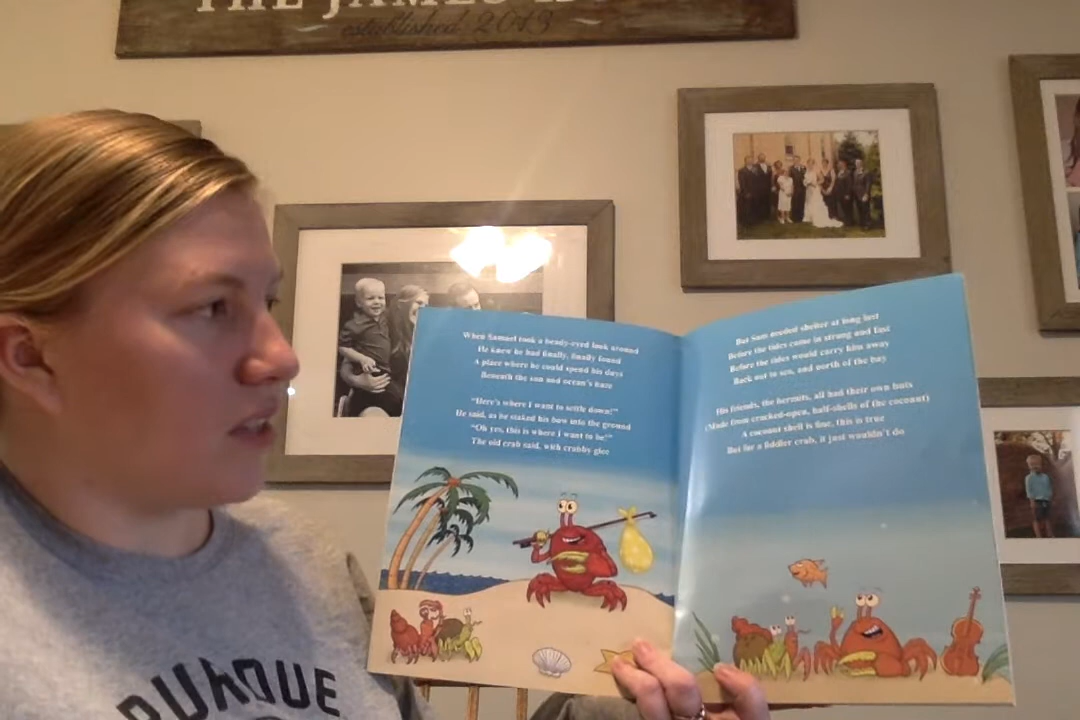 THE JAMES
established 2013
When Samuel took a beady-eyed look around
He knew he had finally, finally found
A place where he could spend his days
Beneath the sun and ocean's haze
"Here's where I want to settle down!"
He said, as he staked his bow into the ground
"Oh yes, this is where I want to be!"
The old crab said, with crabby glee
But Sam needed shelter at long last
Before the tides come in strong and fast
Before the tides would carry him away
Back out to sea, and north of the bay
His friends, the hermits, all had their own huts
(Made from cracked-open, half-shells of the coconut)
A coconut shell is fine, this is true
But for a fiddler crab, it just wouldn't do
PURDUE